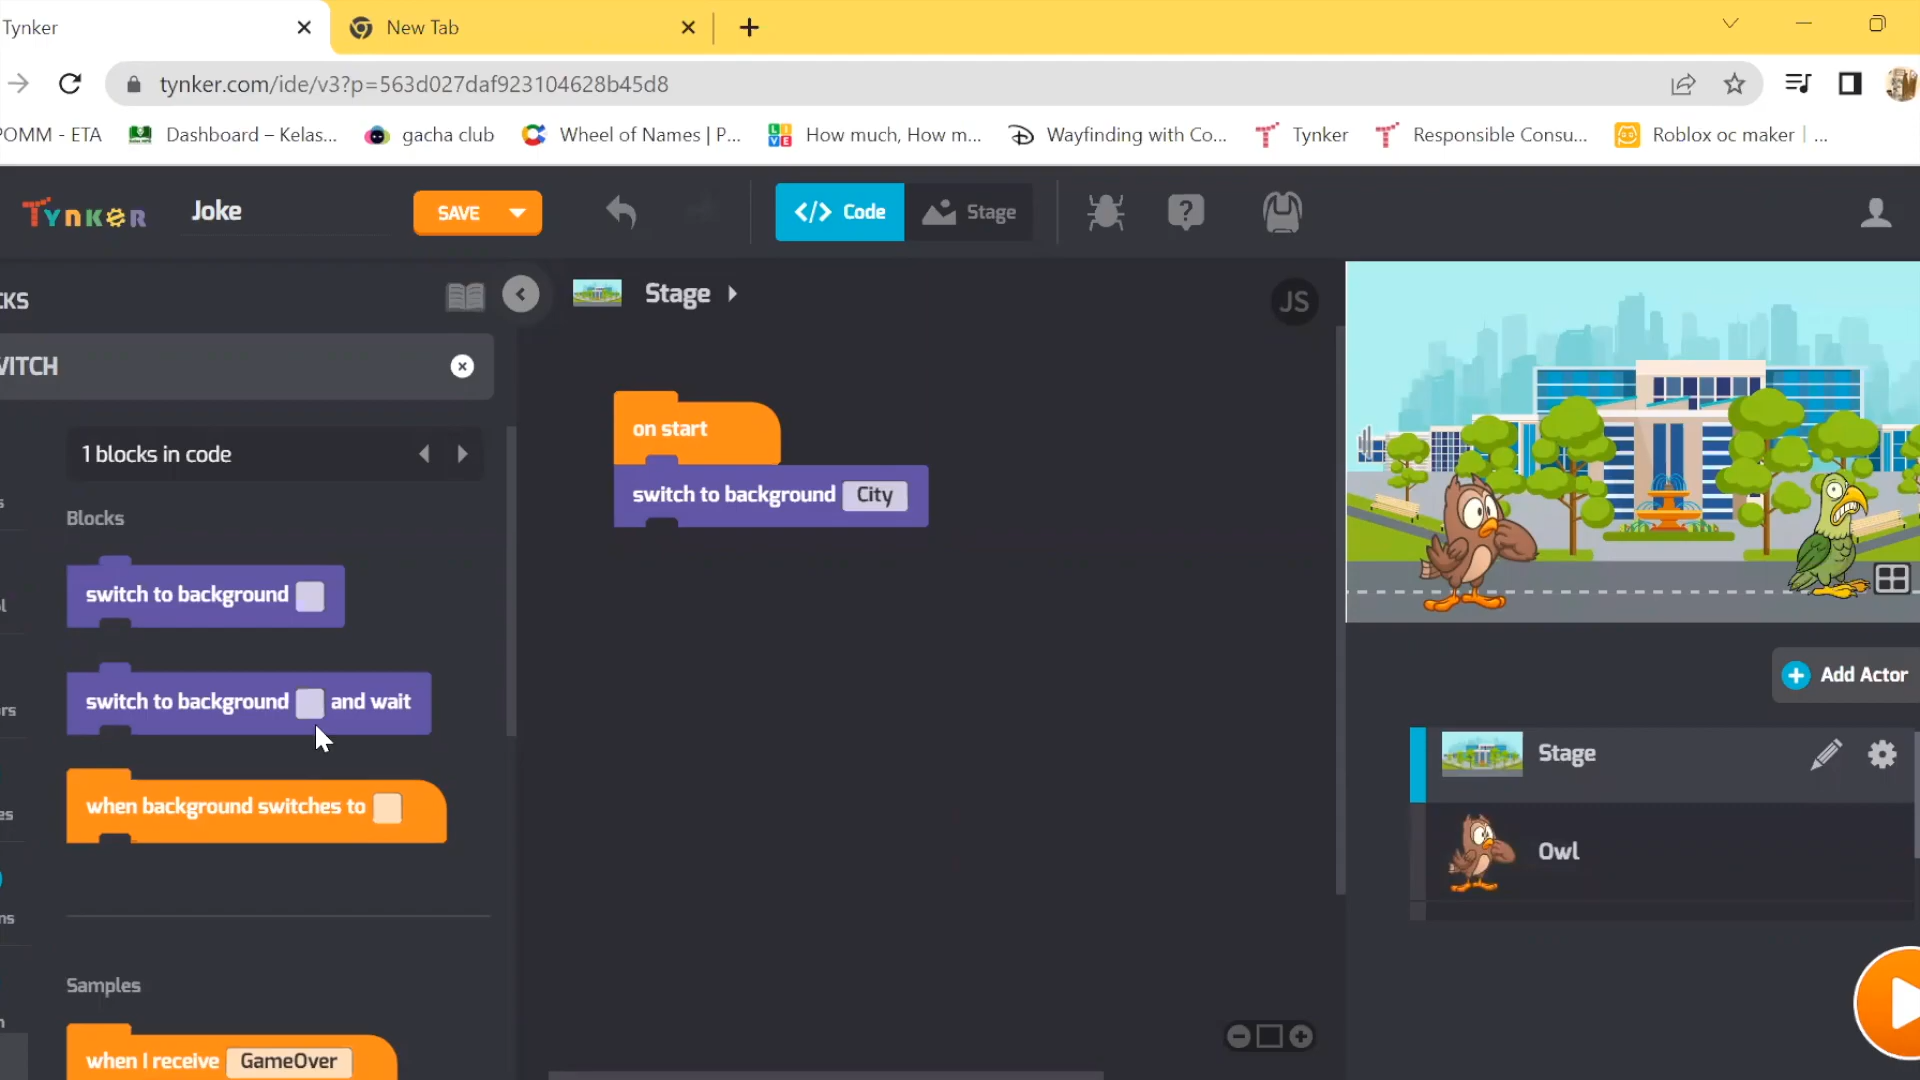 Tynker
New Tab
tynker.com/ide/v3?p=563d027daf923104628b45d8
POMM - ETA
Dashboard – Kelas...
gacha club
Wheel of Names | P...
How much, How m...
Wayfinding with Co...
Tynker
Responsible Consu...
Roblox oc maker | ...
TYNKER
Joke
SAVE
</> Code
Stage
CKS
Stage
JS
WITCH
1 blocks in code
on start
switch to background City
Blocks
switch to background
switch to background and wait
when background switches to
Samples
when I receive GameOver
Add Actor
Stage
Owl